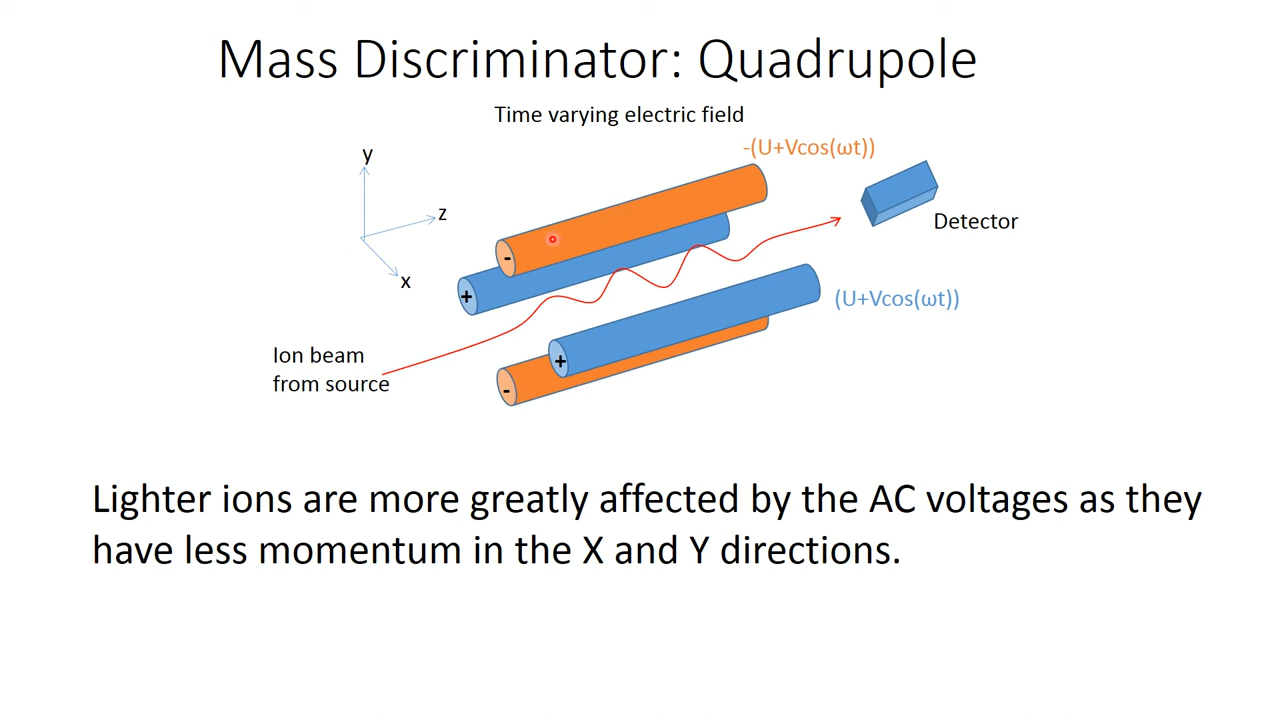 Mass Discriminator: Quadrupole
Time varying electric field
-(U+Vcos(ωt))
y
z
x
Detector
-
+
(U+Vcos(ωt))
Ion beam
from source
+
-
Lighter ions are more greatly affected by the AC voltages as they
have less momentum in the X and Y directions.